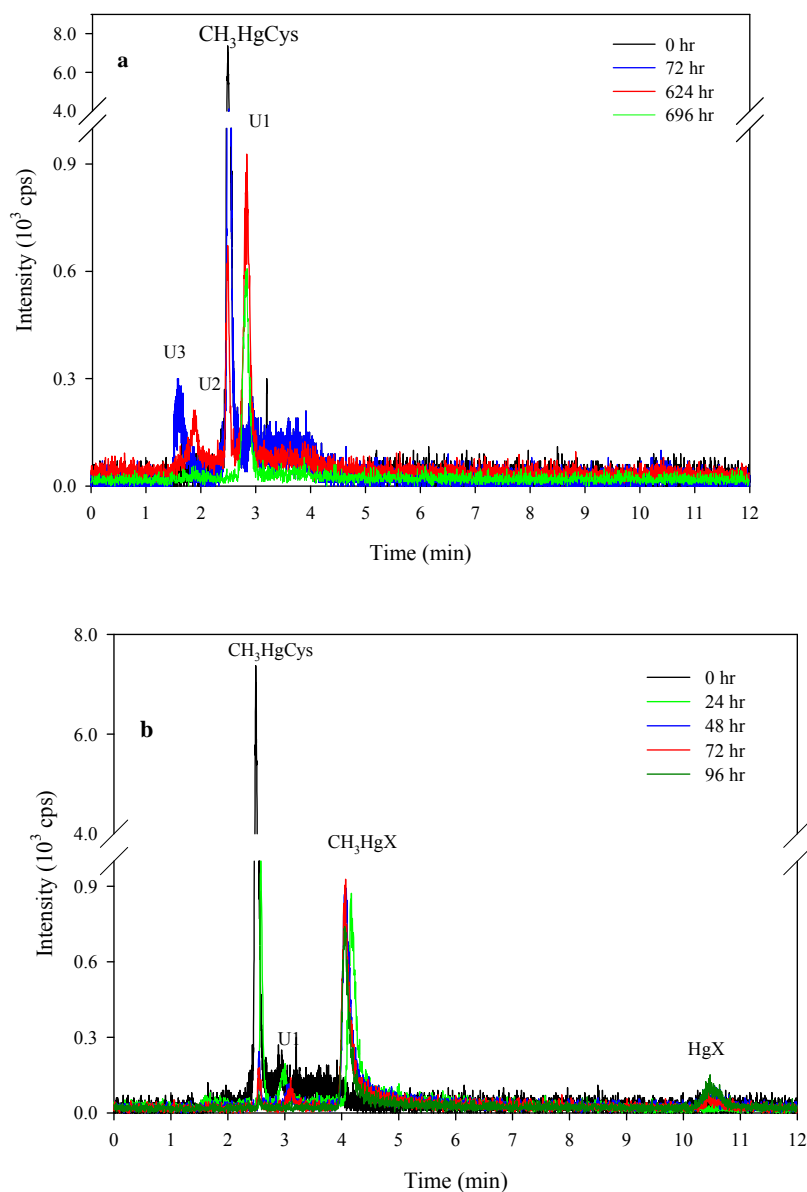 a
CH₃HgCys
U1
U3
U2
0 hr
72 hr
624 hr
696 hr
8.0
6.0
4.0
0.9
0.6
0.3
0.0
Intensity (10³ cps)
0 1 2 3 4 5 6 7 8 9 10 11 12
Time (min)
b
CH₃HgCys
CH₃HgX
U1
HgX
0 hr
24 hr
48 hr
72 hr
96 hr
8.0
6.0
4.0
0.9
0.6
0.3
0.0
Intensity (10³ cps)
0 1 2 3 4 5 6 7 8 9 10 11 12
Time (min)